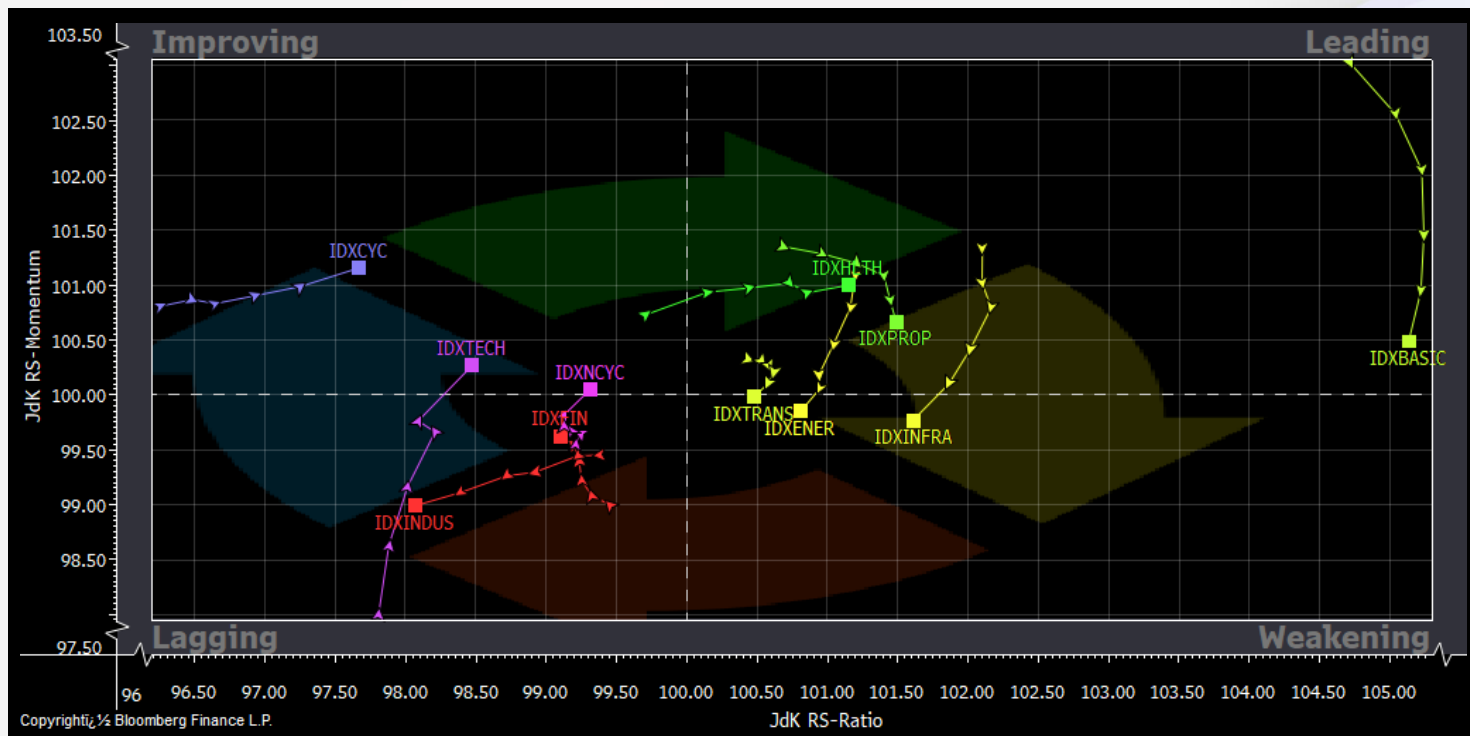 103.50
Improving
Leading
102.50
102.00
101.50
101.00
100.50
100.00
99.50
99.00
98.50
97.50
JdK RS-Momentum
IDXCYC
IDXHLTH
IDXPROP
IDXTECH
IDXBASIC
IDXNCYC
IDXTRANS
IDXFIN
IDXENER
IDXINFRA
IDXINDUS
Lagging
Weakening
96 96.50 97.00 97.50 98.00 98.50 99.00 99.50 100.00 100.50 101.00 101.50 102.00 102.50 103.00 103.50 104.00 104.50 105.00
JdK RS-Ratio
Copyrightï¿½ Bloomberg Finance L.P.